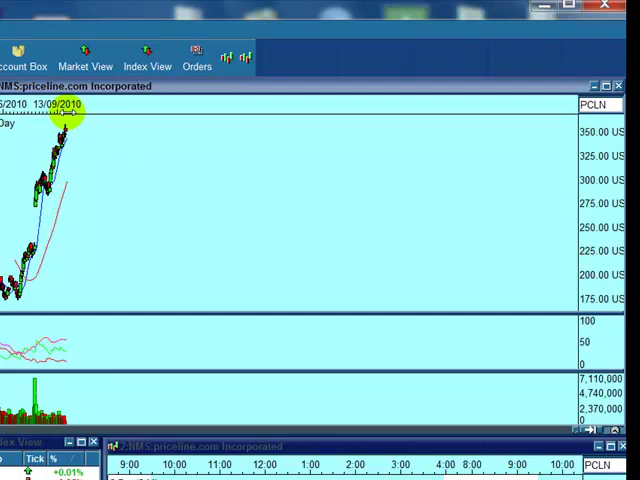 ccount Box Market View Index View Orders
NMS:priceline.com Incorporated
6/2010 13/09/2010 PCLN
Day
350.00 US
325.00 US
300.00 US
275.00 US
250.00 US
225.00 US
200.00 US
175.00 US
100
50
0
7,110,000
4,740,000
2,370,000
0
dex View
2:NMS:priceline.com Incorporated
Tick %
+0.01%
9:00 10:00 11:00 12:00 1:00 2:00 3:00 4:00 8:00 9:00 10:00 PCLN